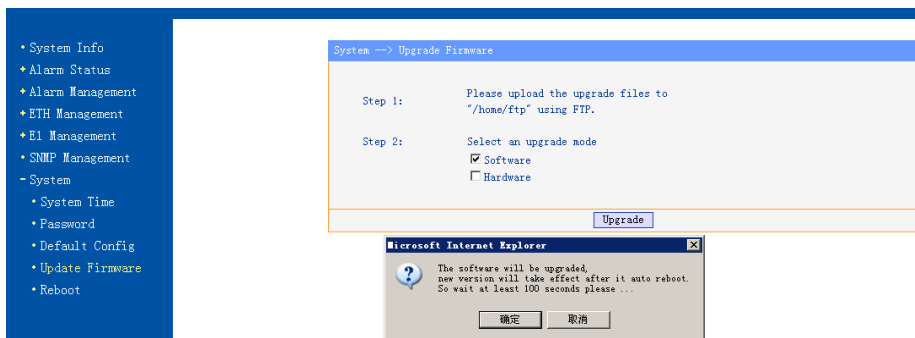 System Info
Alarm Status
Alarm Management
ETH Management
E1 Management
SNMP Management
System
System Time
Password
Default Config
Update Firmware
Reboot
System --> Upgrade Firmware
Step 1:
Please upload the upgrade files to
"/home/ftp" using FTP.
Step 2:
Select an upgrade mode
Software
Hardware
Upgrade
Microsoft Internet Explorer
The software will be upgraded,
new version will take effect after it auto reboot.
So wait at least 100 seconds please ...
确定
取消